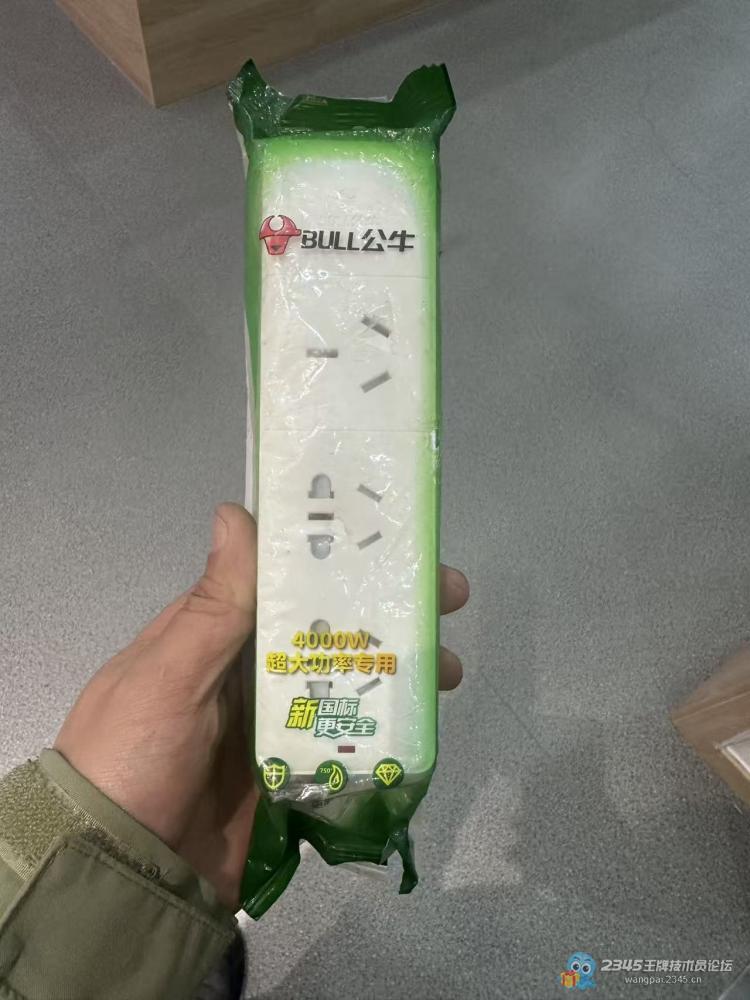 BULL公牛
4000W
超大功率专用
新国标
更安全
750°
2345王牌技术员论坛
wangpai.2345.cn